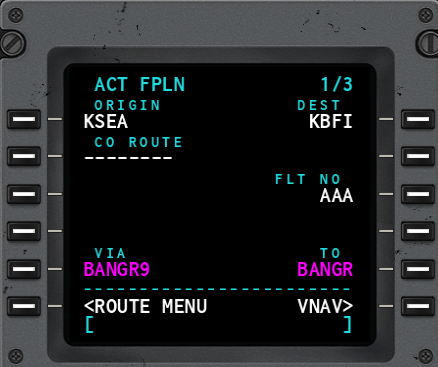 ACT FPLN 1/3
ORIGIN DEST
KSEA KBFI
CO ROUTE
--------
FLT NO
AAA
VIA TO
BANGR9 BANGR
------------------------
<ROUTE MENU VNAV>
[ ]